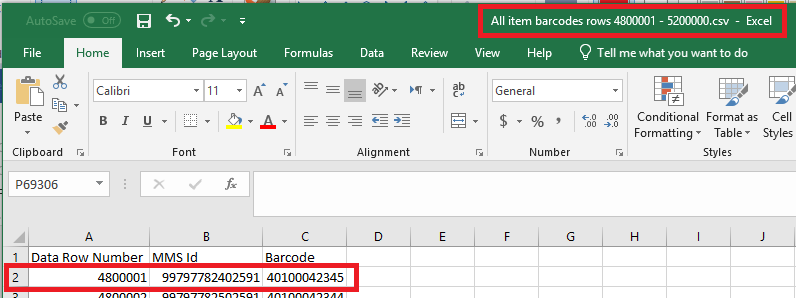 AutoSave Off
All item barcodes rows 4800001 - 5200000.csv - Excel
File Home Insert Page Layout Formulas Data Review View Help Tell me what you want to do
Paste
Calibri 11 A A ab General
B I U A $ % ,
Conditional Formatting
Format as Table
Cell Styles
Clipboard Font Alignment Number Styles
P69306 fx
A B C D E F G H I J
1 Data Row Number MMS Id Barcode
2 4800001 99797782402591 40100042345
3 4800002 99797782502591 40100042344